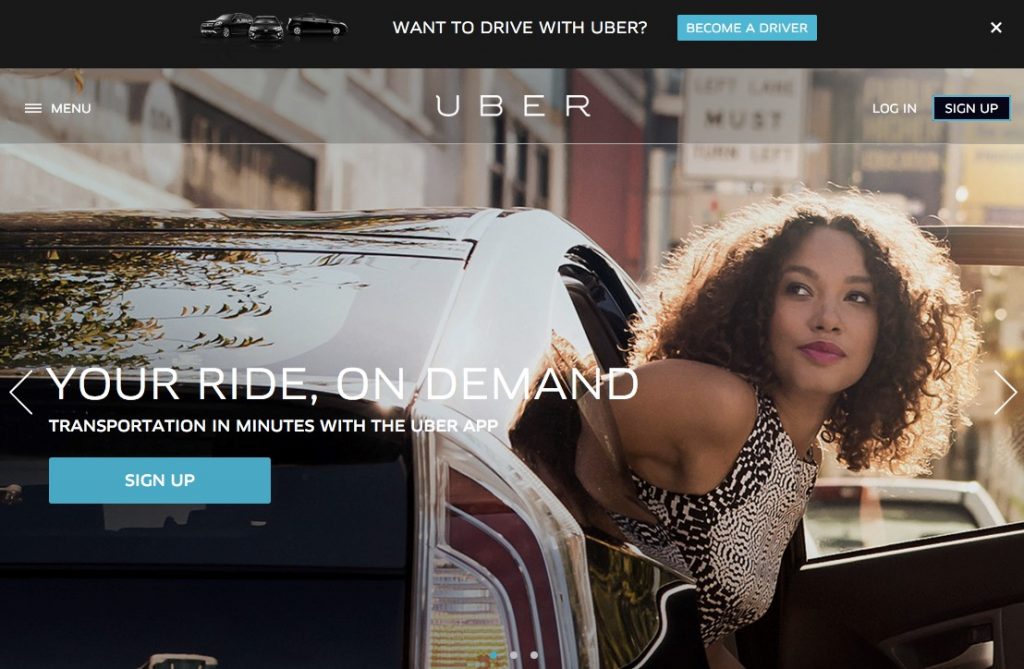 WANT TO DRIVE WITH UBER?
BECOME A DRIVER
MENU
UBER
LOG IN
SIGN UP
LEFT LANE
MUST
TURN LEFT
YOUR RIDE, ON DEMAND
TRANSPORTATION IN MINUTES WITH THE UBER APP
SIGN UP